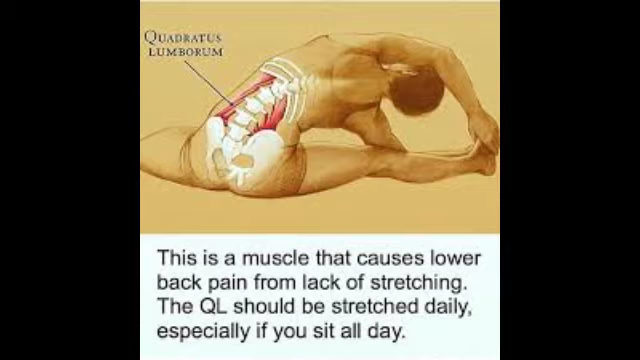 QUADRATUS
LUMBORUM
This is a muscle that causes lower
back pain from lack of stretching.
The QL should be stretched daily,
especially if you sit all day.